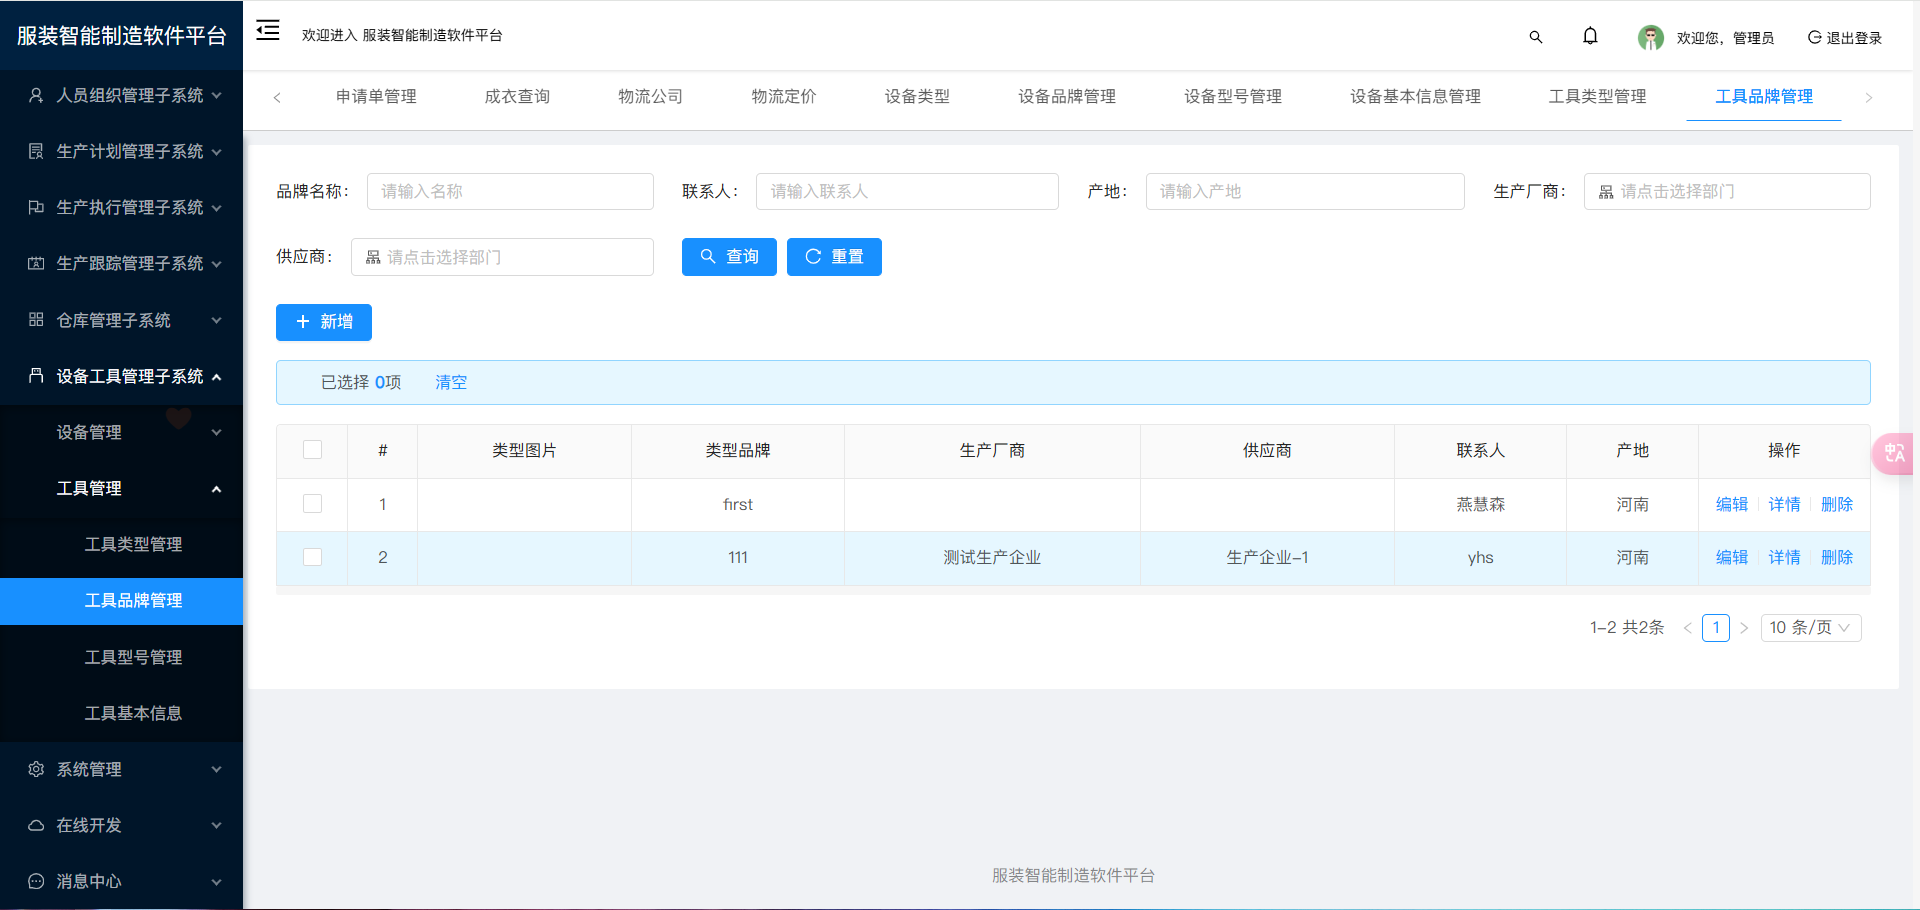 服装智能制造软件平台
欢迎进入 服装智能制造软件平台
欢迎您，管理员
退出登录
人员组织管理子系统
生产计划管理子系统
生产执行管理子系统
生产跟踪管理子系统
仓库管理子系统
设备工具管理子系统
设备管理
工具管理
工具类型管理
工具品牌管理
工具型号管理
工具基本信息
系统管理
在线开发
消息中心
申请单管理 成衣查询 物流公司 物流定价 设备类型 设备品牌管理 设备型号管理 设备基本信息管理 工具类型管理 工具品牌管理
品牌名称： 请输入名称 联系人： 请输入联系人 产地： 请输入产地 生产厂商： 请点击选择部门
供应商： 请点击选择部门 查询 重置
新增
已选择 0项 清空
# 类型图片 类型品牌 生产厂商 供应商 联系人 产地 操作
1 first 燕慧森 河南 编辑 详情 删除
2 111 测试生产企业 生产企业-1 yhs 河南 编辑 详情 删除
1-2 共2条 < 1 > 10 条/页
服装智能制造软件平台
中 A